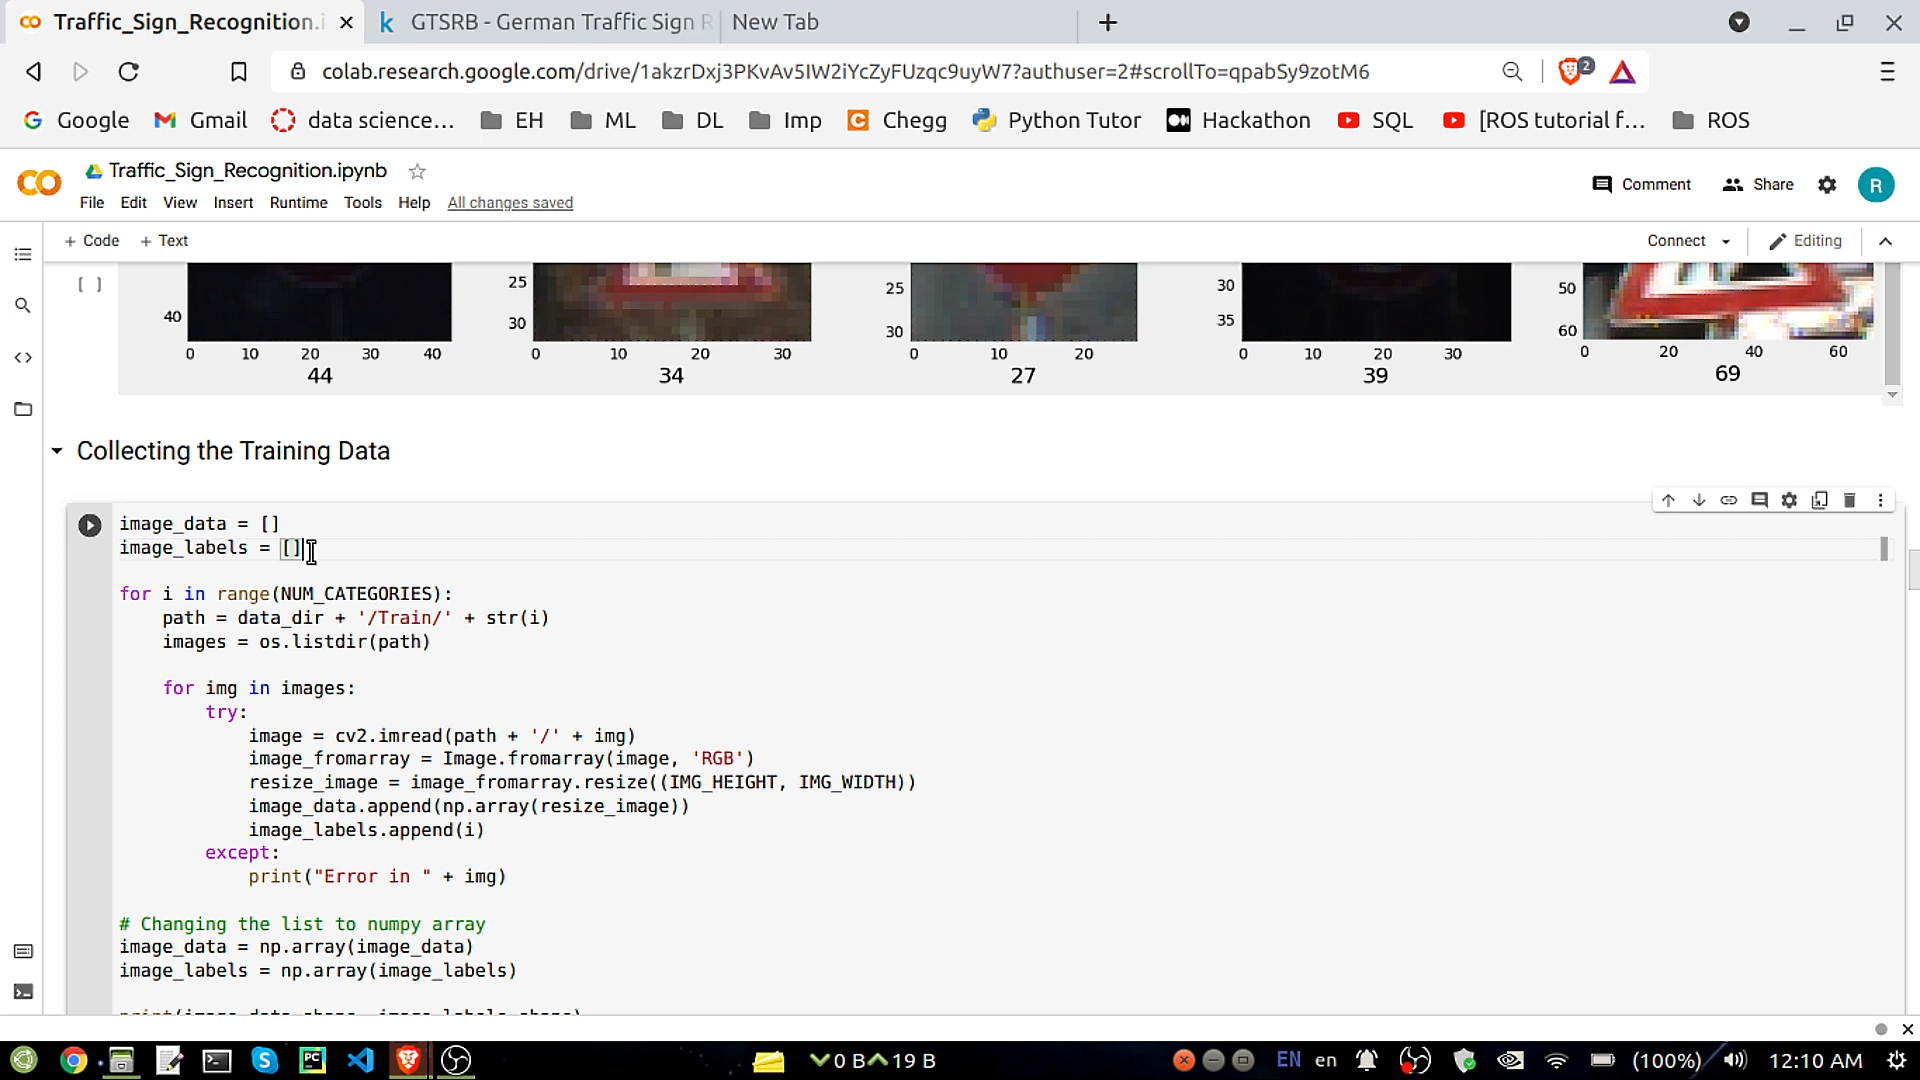 Traffic_Sign_Recognition.i
GTSRB - German Traffic Sign R
New Tab
colab.research.google.com/drive/1akzrDxj3PKvAv5IW2iYcZyFUzqc9uyW7?authuser=2#scrollTo=qpabSy9zotM6
2
Google Gmail data science... EH ML DL Imp Chegg Python Tutor Hackathon SQL [ROS tutorial f... ROS
Traffic_Sign_Recognition.ipynb
Comment Share R
File Edit View Insert Runtime Tools Help All changes saved
+ Code + Text Connect Editing
[ ]
40 25 30 25 30 30 35 50 60
0 10 20 30 40 0 10 20 30 0 10 20 0 10 20 30 0 20 40 60
44 34 27 39 69
Collecting the Training Data
image_data = []
image_labels = []
for i in range(NUM_CATEGORIES):
path = data_dir + '/Train/' + str(i)
images = os.listdir(path)
for img in images:
try:
image = cv2.imread(path + '/' + img)
image_fromarray = Image.fromarray(image, 'RGB')
resize_image = image_fromarray.resize((IMG_HEIGHT, IMG_WIDTH))
image_data.append(np.array(resize_image))
image_labels.append(i)
except:
print("Error in " + img)
# Changing the list to numpy array
image_data = np.array(image_data)
image_labels = np.array(image_labels)
0 B 19 B EN en (100%) 12:10 AM